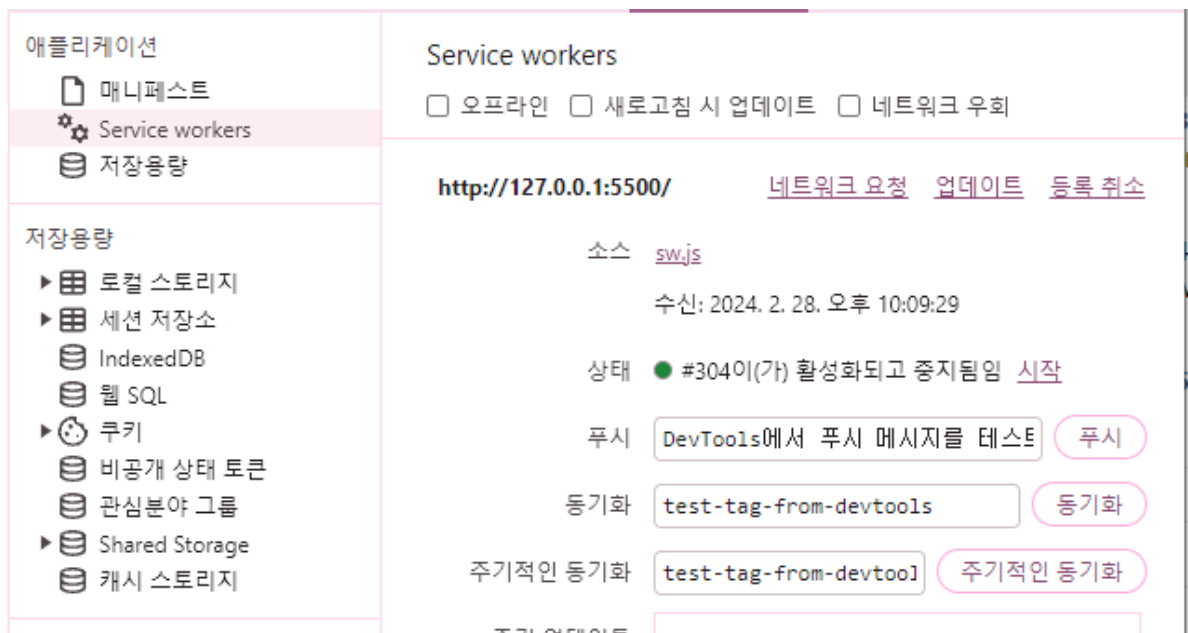 애플리케이션
매니페스트
Service workers
저장용량
저장용량
로컬 스토리지
세션 저장소
IndexedDB
웹 SQL
쿠키
비공개 상태 토큰
관심분야 그룹
Shared Storage
캐시 스토리지
Service workers
오프라인 새로고침 시 업데이트 네트워크 우회
http://127.0.0.1:5500/ 네트워크 요청 업데이트 등록 취소
소스 sw.js
수신: 2024. 2. 28. 오후 10:09:29
상태 #304이(가) 활성화되고 중지됨임 시작
푸시 DevTools에서 푸시 메시지를 테스트 푸시
동기화 test-tag-from-devtools 동기화
주기적인 동기화 test-tag-from-devtool 주기적인 동기화